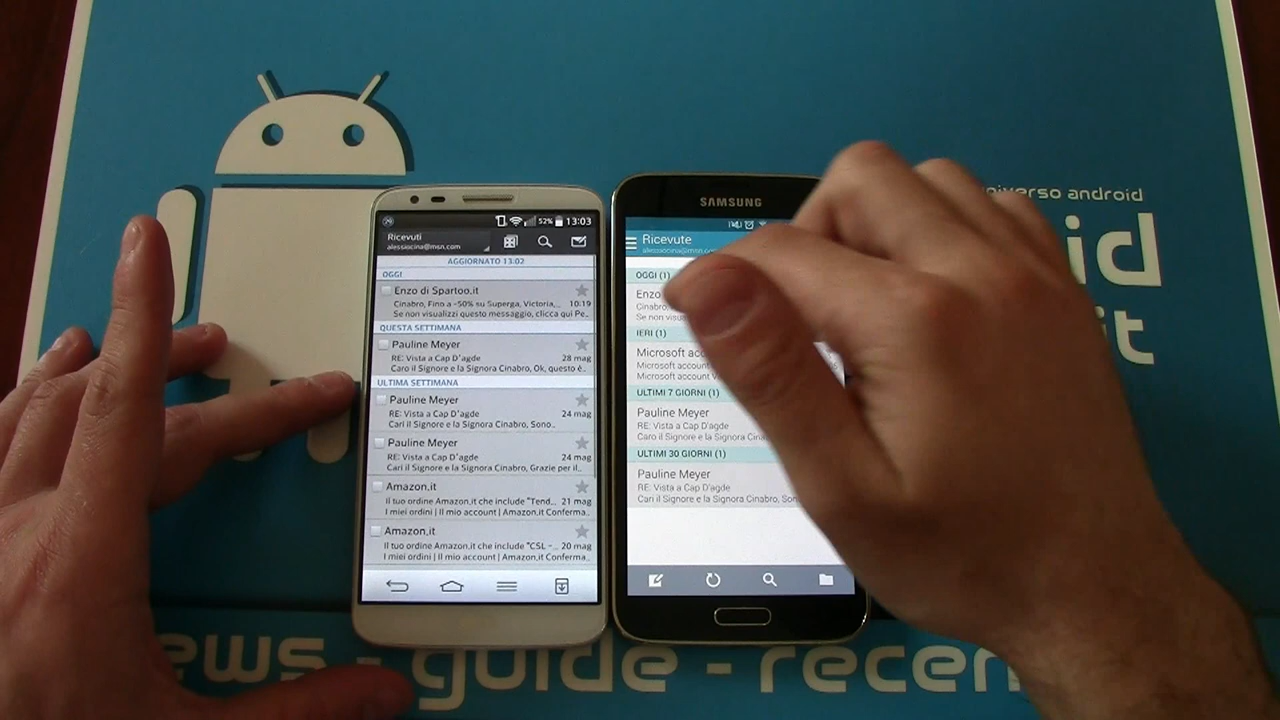 universo android
id
it
ews - guide - recen
52% 13:03
Ricevuti
alessiocina@msn.com
AGGIORNATO 13:02
OGGI
Enzo di Spartoo.it
Cinabro, Fino a -50% su Superga, Victoria,... 10:19
Se non visualizzi questo messaggio, clicca qui Pe..
QUESTA SETTIMANA
Pauline Meyer
RE: Vista a Cap D'agde 28 mag
Cari il Signore e la Signora Cinabro, Ok, questo è..
ULTIMA SETTIMANA
Pauline Meyer
RE: Vista a Cap D'agde 24 mag
Cari il Signore e la Signora Cinabro, Sono..
Pauline Meyer
RE: Vista a Cap D'agde 24 mag
Cari il Signore e la Signora Cinabro, Grazie per il..
Amazon.it
Il tuo ordine Amazon.it che include "Tend... 21 mag
I miei ordini | Il mio account | Amazon.it Conferma..
Amazon.it
Il tuo ordine Amazon.it che include "CSL -... 20 mag
I miei ordini | Il mio account | Amazon.it Conferma..
SAMSUNG
Ricevute
OGGI (1)
Enzo
Cinabro,
Se non visua
IERI (1)
Microsoft acc
Microsoft account
Microsoft account V
ULTIMI 7 GIORNI (1)
Pauline Meyer
RE: Vista a Cap D'agde
Caro il Signore e la Signora Cinab
ULTIMI 30 GIORNI (1)
Pauline Meyer
RE: Vista a Cap D'agde
Cari il Signore e la Signora Cinabro, Son